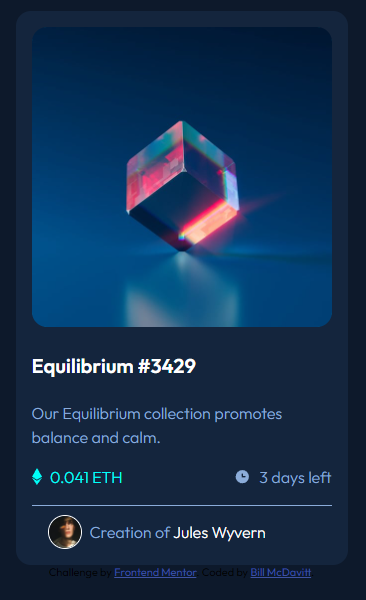 Equilibrium #3429
Our Equilibrium collection promotes
balance and calm.
0.041 ETH 3 days left
Creation of Jules Wyvern
Challenge by Frontend Mentor. Coded by Bill McDavitt.